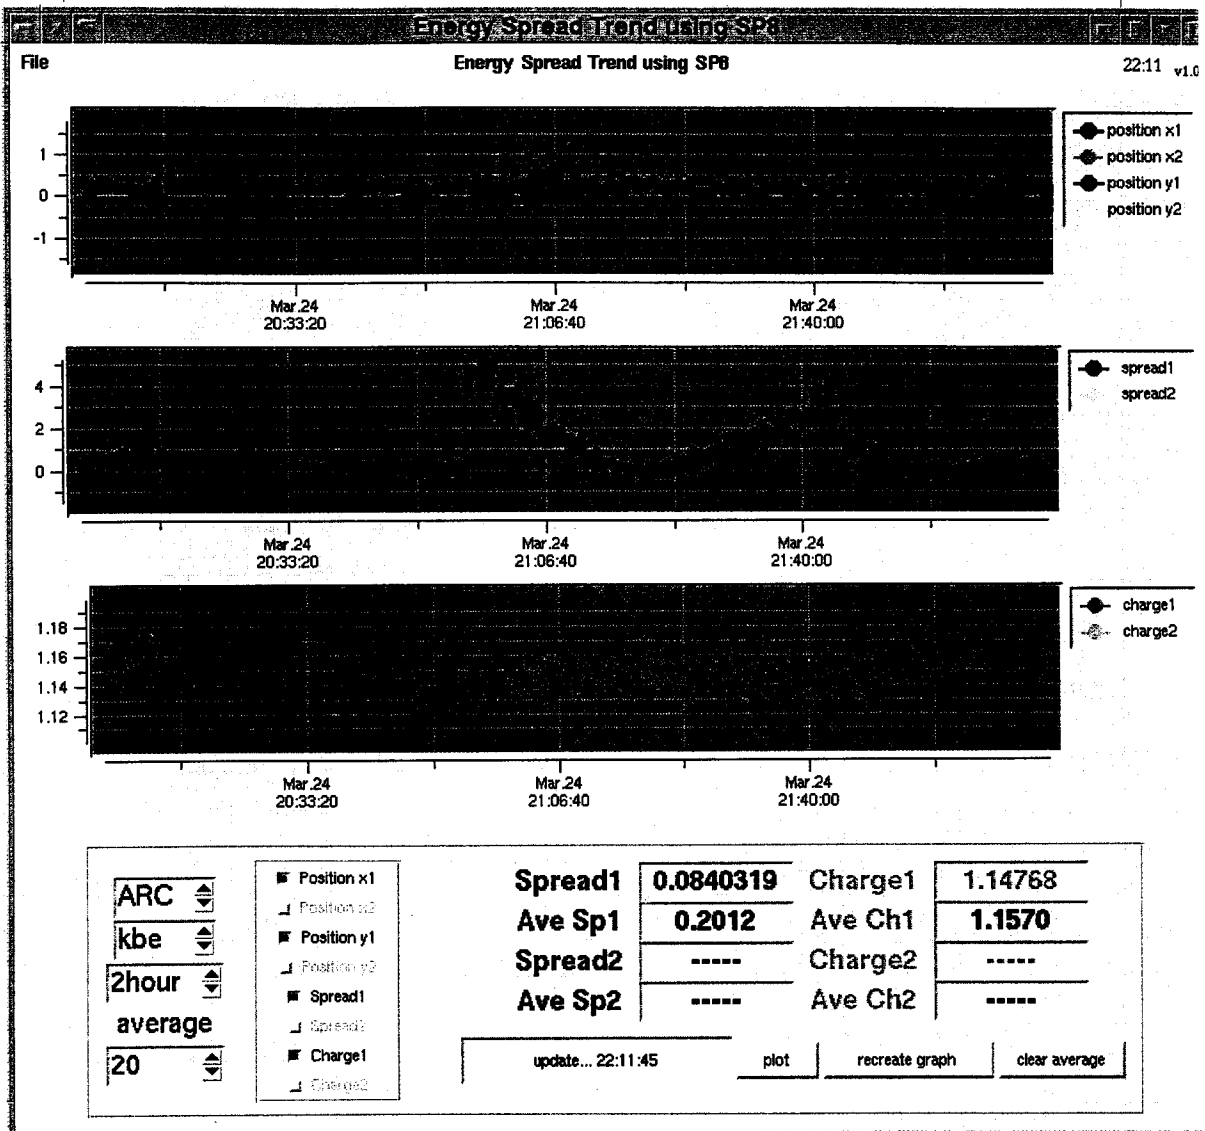 Energy Spread Trend using SP8
File
Energy Spread Trend using SP8
22:11
v1.0
1
0
-1
position x1
position x2
position y1
position y2
Mar.24
20:33:20
Mar.24
21:06:40
Mar.24
21:40:00
4
2
0
spread1
spread2
Mar.24
20:33:20
Mar.24
21:06:40
Mar.24
21:40:00
1.18
1.16
1.14
1.12
charge1
charge2
Mar.24
20:33:20
Mar.24
21:06:40
Mar.24
21:40:00
ARC
kbe
2hour
average
20
Position x1
Position x2
Position y1
Position y2
Spread1
Spread2
Charge1
Charge2
Spread1 0.0840319 Charge1 1.14768
Ave Sp1 0.2012 Ave Ch1 1.1570
Spread2 ----- Charge2 -----
Ave Sp2 ----- Ave Ch2 -----
update... 22:11:45 plot recreate graph clear average